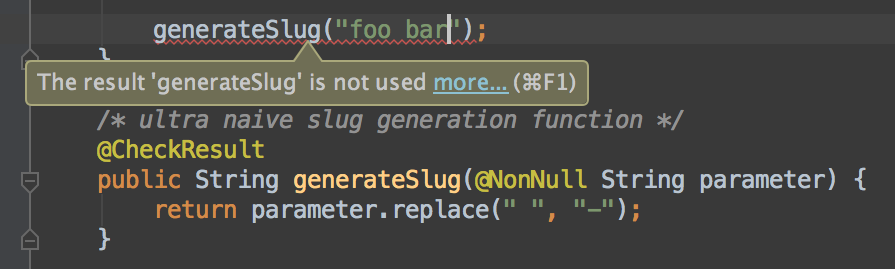 generateSlug("foo bar");
}
The result 'generateSlug' is not used more... (⌘F1)
/* ultra naive slug generation function */
@CheckResult
public String generateSlug(@NonNull String parameter) {
return parameter.replace(" ", "-");
}